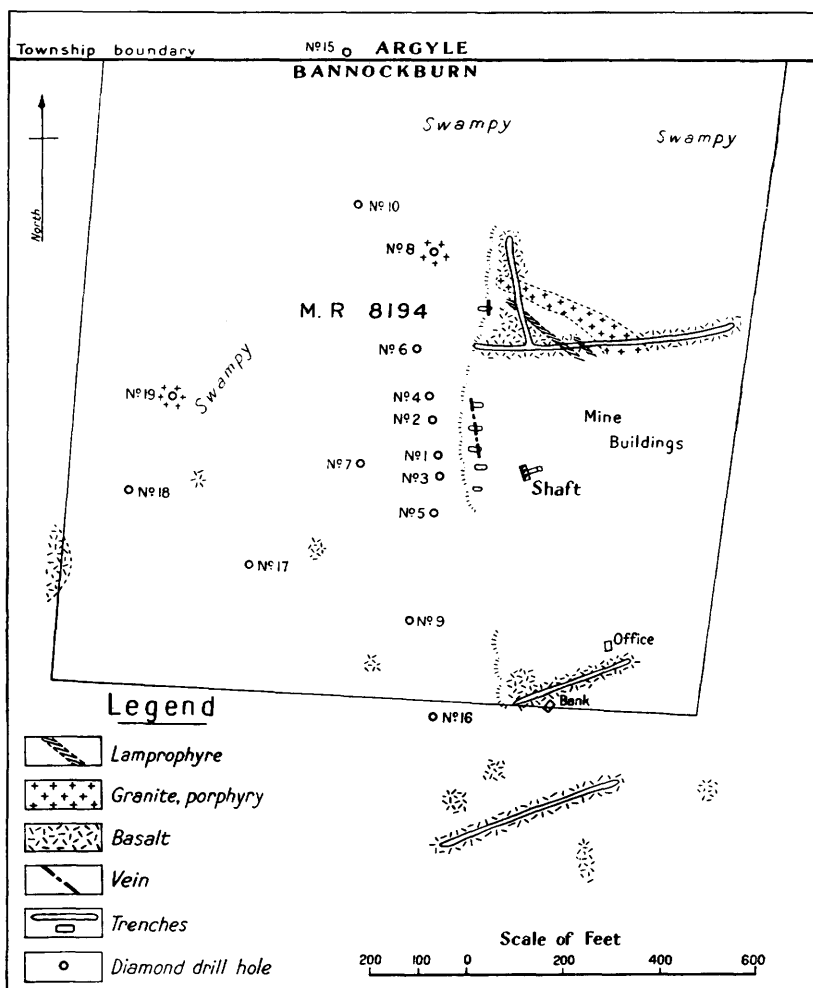 Township boundary
Nº15 ARGYLE
BANNOCKBURN
North
Swampy
Swampy
Nº10
Nº8
M.R 8194
Nº6
Swampy
Nº19
Nº4
Nº2
Mine
Buildings
Nº1
Nº7
Nº3
Shaft
Nº18
Nº5
Nº17
Nº9
Office
Bank
Nº16
Legend
Lamprophyre
Granite, porphyry
Basalt
Vein
Trenches
Diamond drill hole
Scale of Feet
200 100 0 200 400 600